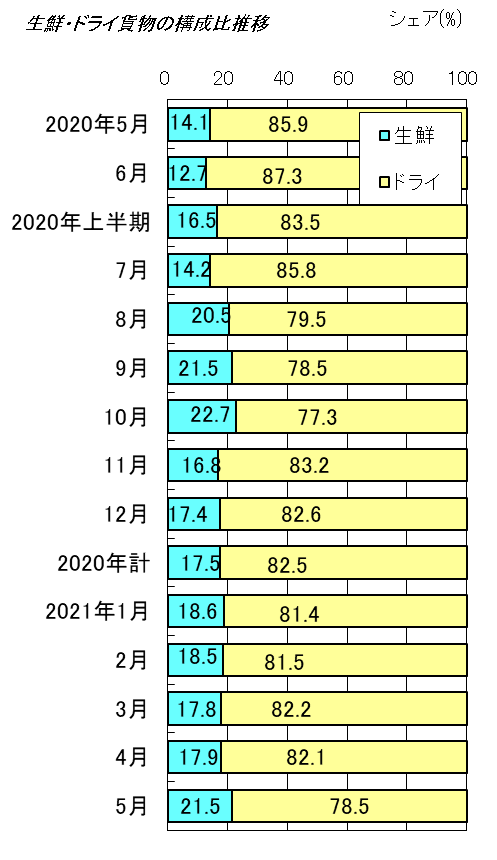 生鮮・ドライ貨物の構成比推移
シェア(%)
0 20 40 60 80 100
2020年5月 14.1 85.9
生鮮
6月 12.7 87.3
ドライ
2020年上半期 16.5 83.5
7月 14.2 85.8
8月 20.5 79.5
9月 21.5 78.5
10月 22.7 77.3
11月 16.8 83.2
12月 17.4 82.6
2020年計 17.5 82.5
2021年1月 18.6 81.4
2月 18.5 81.5
3月 17.8 82.2
4月 17.9 82.1
5月 21.5 78.5